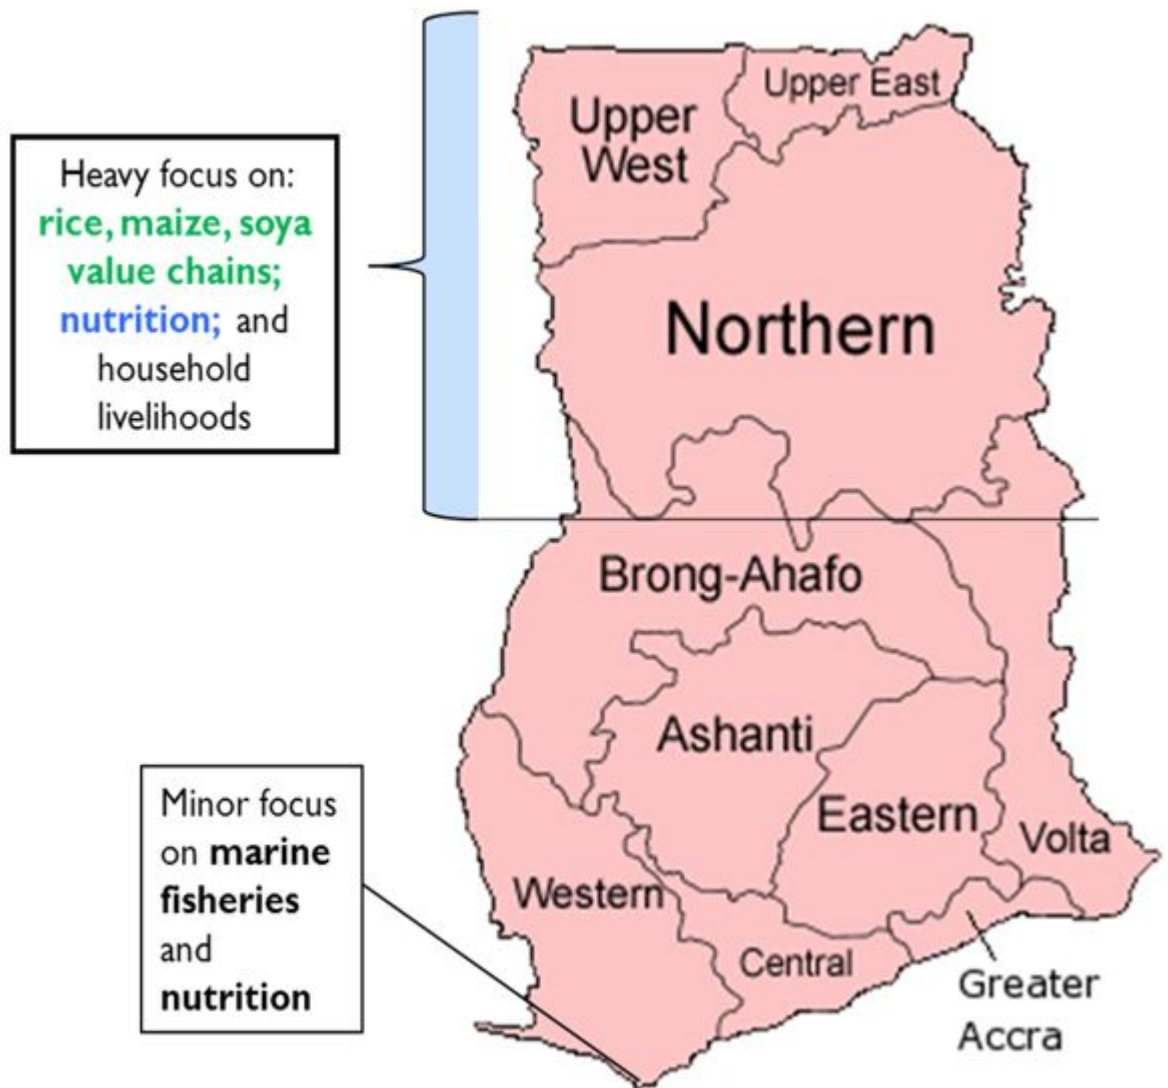 Heavy focus on:
rice, maize, soya
value chains;
nutrition; and
household
livelihoods
Minor focus
on marine
fisheries
and
nutrition
Upper East
Upper
West
Northern
Brong-Ahafo
Ashanti
Eastern
Volta
Western
Central
Greater
Accra